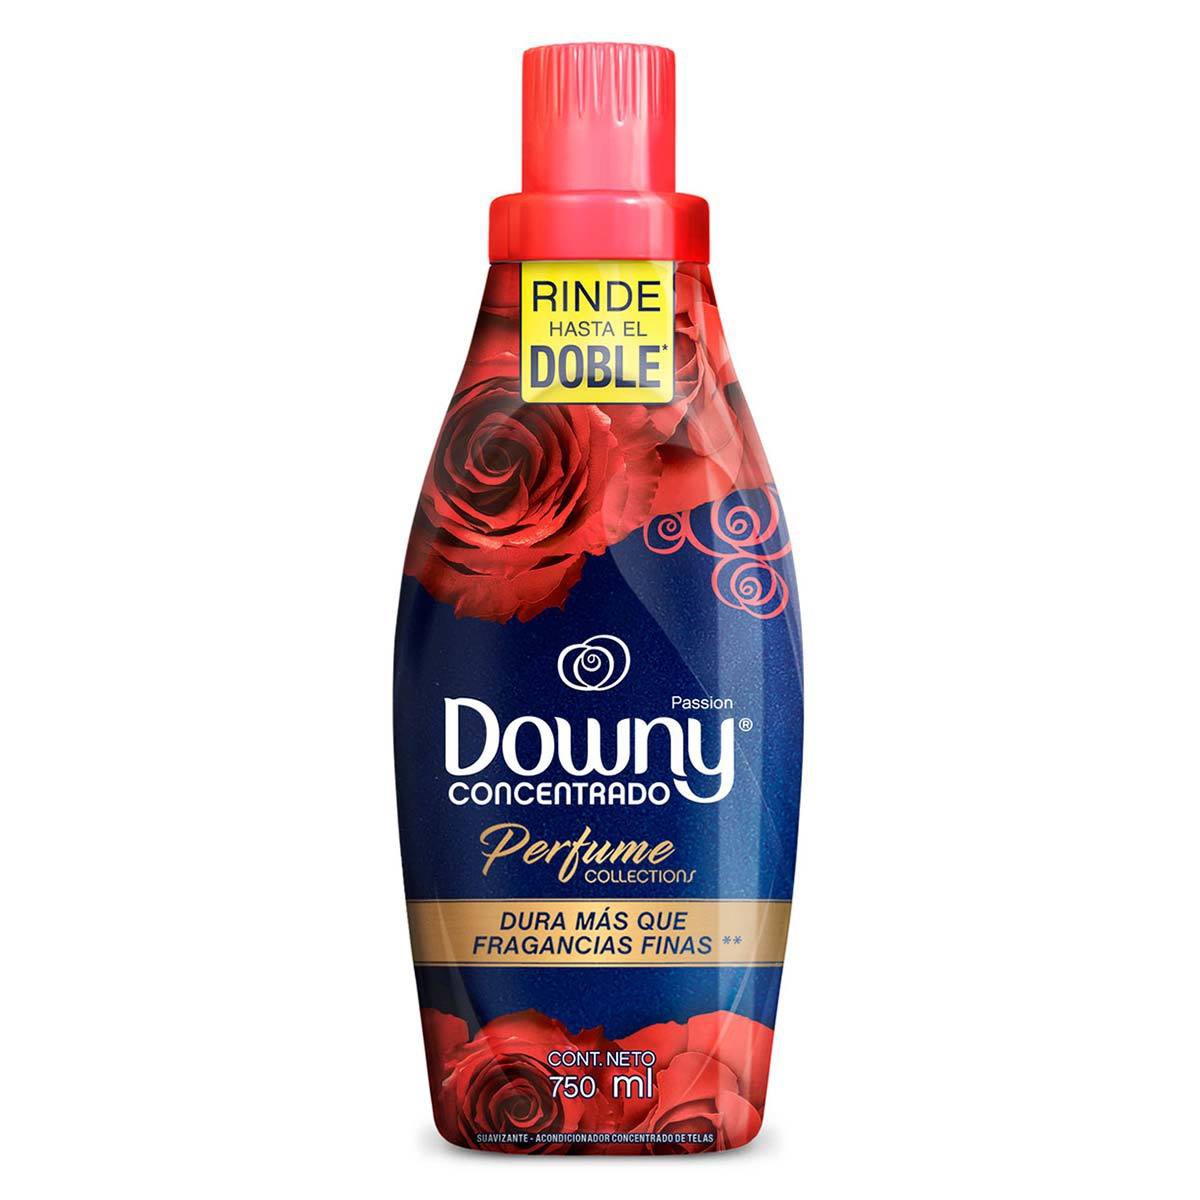 RINDE
HASTA EL
DOBLE*
Passion
Downy®
CONCENTRADO
Perfume
COLLECTIONS
DURA MÁS QUE
FRAGANCIAS FINAS **
CONT. NETO
750 ml
SUAVIZANTE - ACONDICIONADOR CONCENTRADO DE TELAS